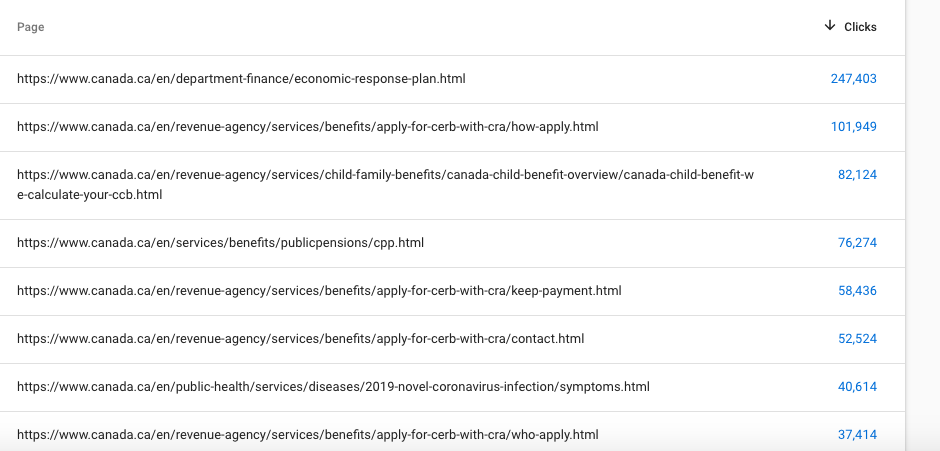 Page ↓ Clicks
https://www.canada.ca/en/department-finance/economic-response-plan.html 247,403
https://www.canada.ca/en/revenue-agency/services/benefits/apply-for-cerb-with-cra/how-apply.html 101,949
https://www.canada.ca/en/revenue-agency/services/child-family-benefits/canada-child-benefit-overview/canada-child-benefit-w 82,124
e-calculate-your-ccb.html
https://www.canada.ca/en/services/benefits/publicpensions/cpp.html 76,274
https://www.canada.ca/en/revenue-agency/services/benefits/apply-for-cerb-with-cra/keep-payment.html 58,436
https://www.canada.ca/en/revenue-agency/services/benefits/apply-for-cerb-with-cra/contact.html 52,524
https://www.canada.ca/en/public-health/services/diseases/2019-novel-coronavirus-infection/symptoms.html 40,614
https://www.canada.ca/en/revenue-agency/services/benefits/apply-for-cerb-with-cra/who-apply.html 37,414